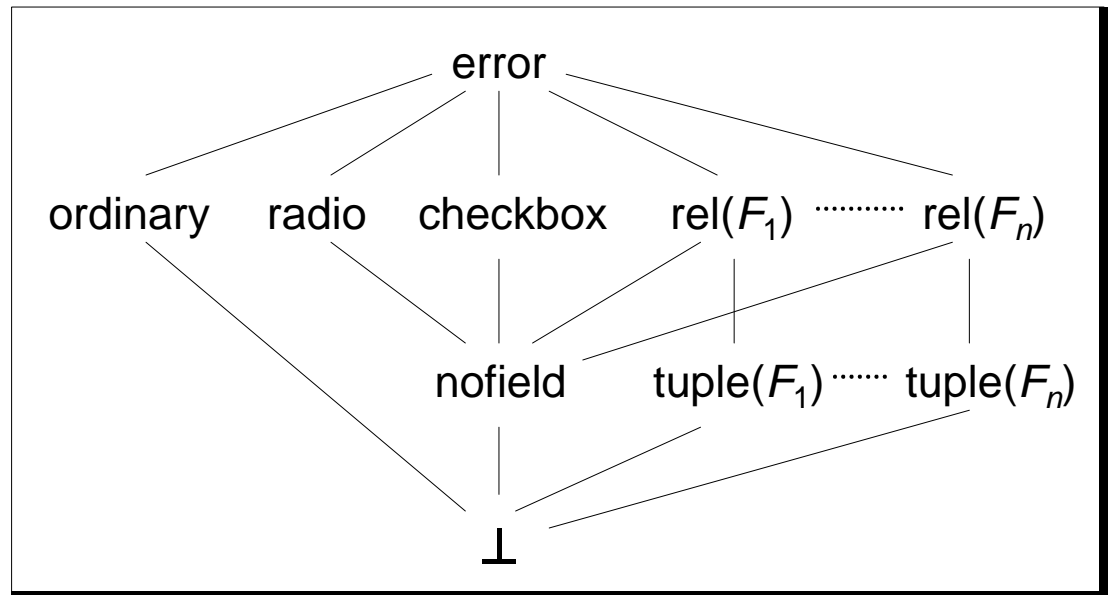 error
ordinary radio checkbox rel(F1) ........... rel(Fn)
nofield tuple(F1) ....... tuple(Fn)
⊥